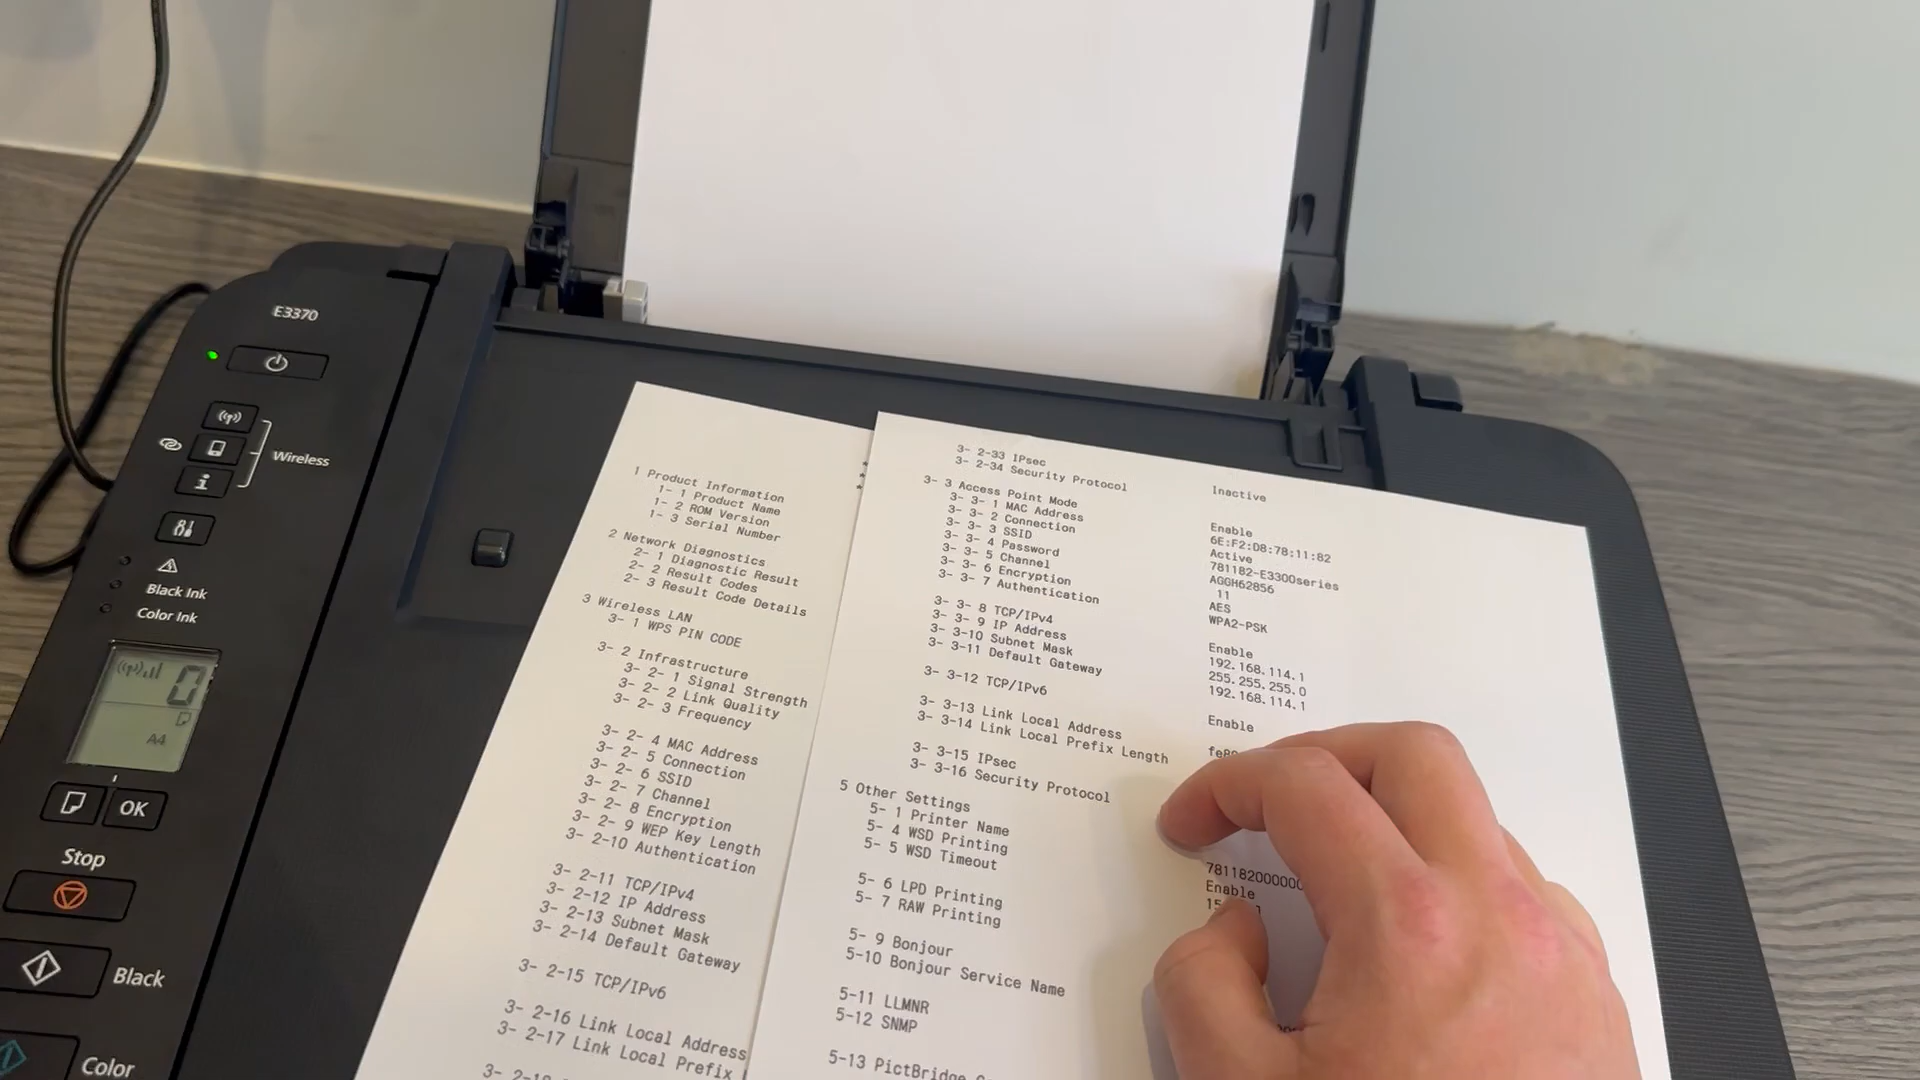 E3370
Wireless
Black Ink
Color Ink
0
A4
OK
Stop
Black
Color
1 Product Information
1- 1 Product Name
1- 2 ROM Version
1- 3 Serial Number
2 Network Diagnostics
2- 1 Diagnostic Result
2- 2 Result Codes
2- 3 Result Code Details
3 Wireless LAN
3- 1 WPS PIN CODE
3- 2 Infrastructure
3- 2- 1 Signal Strength
3- 2- 2 Link Quality
3- 2- 3 Frequency
3- 2- 4 MAC Address
3- 2- 5 Connection
3- 2- 6 SSID
3- 2- 7 Channel
3- 2- 8 Encryption
3- 2- 9 WEP Key Length
3- 2-10 Authentication
3- 2-11 TCP/IPv4
3- 2-12 IP Address
3- 2-13 Subnet Mask
3- 2-14 Default Gateway
3- 2-15 TCP/IPv6
3- 2-16 Link Local Address
3- 2-17 Link Local Prefix
3- 2-33 IPsec
3- 2-34 Security Protocol
Inactive
3- 3 Access Point Mode Enable
3- 3- 1 MAC Address 6E:F2:D8:78:11:82
3- 3- 2 Connection Active
3- 3- 3 SSID 781182-E3300series
3- 3- 4 Password AGGH62856
3- 3- 5 Channel 11
3- 3- 6 Encryption AES
3- 3- 7 Authentication WPA2-PSK
3- 3- 8 TCP/IPv4 Enable
3- 3- 9 IP Address 192.168.114.1
3- 3-10 Subnet Mask 255.255.255.0
3- 3-11 Default Gateway 192.168.114.1
3- 3-12 TCP/IPv6 Enable
3- 3-13 Link Local Address
3- 3-14 Link Local Prefix Length
3- 3-15 IPsec
3- 3-16 Security Protocol
5 Other Settings
5- 1 Printer Name
5- 4 WSD Printing Enable
5- 5 WSD Timeout
5- 6 LPD Printing
5- 7 RAW Printing
5- 9 Bonjour
5-10 Bonjour Service Name
5-11 LLMNR
5-12 SNMP
5-13 PictBridge